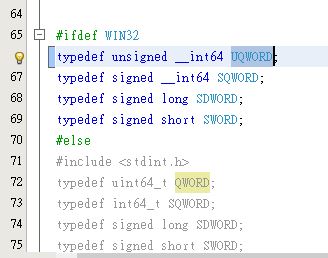 64
65 #ifdef WIN32
66 typedef unsigned __int64 UQWORD;
67 typedef signed __int64 SQWORD;
68 typedef signed long SDWORD;
69 typedef signed short SWORD;
70 #else
71 #include <stdint.h>
72 typedef uint64_t QWORD;
73 typedef int64_t SQWORD;
74 typedef signed long SDWORD;
75 typedef signed short SWORD;